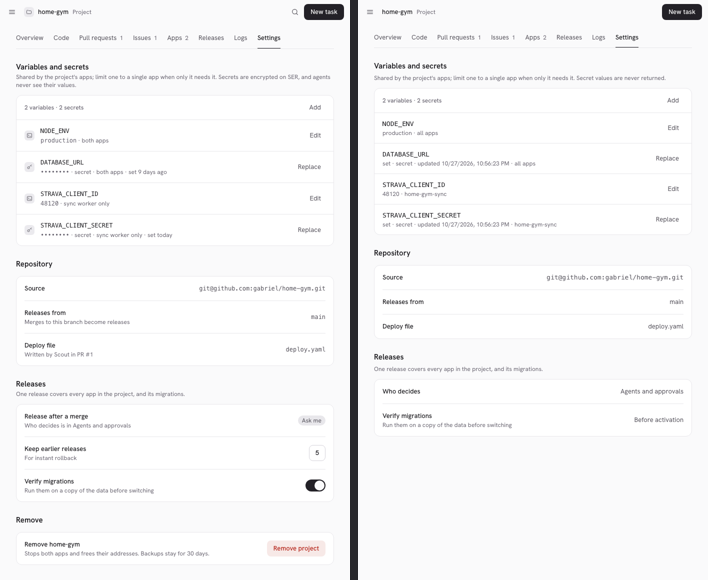 home-gym Project
New task
Overview Code Pull requests 1 Issues 1 Apps 2 Releases Logs Settings
Variables and secrets
Shared by the project's apps; limit one to a single app when only it needs it. Secrets are encrypted on SER, and agents
never see their values.
2 variables · 2 secrets Add
NODE_ENV
production · both apps
Edit
DATABASE_URL
•••••••• · secret · both apps · set 9 days ago
Replace
STRAVA_CLIENT_ID
48120 · sync worker only
Edit
STRAVA_CLIENT_SECRET
•••••••• · secret · sync worker only · set today
Replace
Repository
Source git@github.com:gabriel/home-gym.git
Releases from
Merges to this branch become releases
main
Deploy file
Written by Scout in PR #1
deploy.yaml
Releases
One release covers every app in the project, and its migrations.
Release after a merge
Who decides is in Agents and approvals
Ask me
Keep earlier releases
For instant rollback
5
Verify migrations
Run them on a copy of the data before switching
Remove
Remove home-gym
Stops both apps and frees their addresses. Backups stay for 30 days.
Remove project
home-gym Project
New task
Overview Code Pull requests 1 Issues 1 Apps 2 Releases Logs Settings
Variables and secrets
Shared by the project's apps; limit one to a single app when only it needs it. Secret values are never returned.
2 variables · 2 secrets Add
NODE_ENV
production · all apps
Edit
DATABASE_URL
set · secret · updated 10/27/2026, 10:56:23 PM · all apps
Replace
STRAVA_CLIENT_ID
48120 · home-gym-sync
Edit
STRAVA_CLIENT_SECRET
set · secret · updated 10/27/2026, 10:56:23 PM · home-gym-sync
Replace
Repository
Source git@github.com:gabriel/home-gym.git
Releases from main
Deploy file deploy.yaml
Releases
One release covers every app in the project, and its migrations.
Who decides Agents and approvals
Verify migrations
Run them on a copy of the data before switching
Before activation